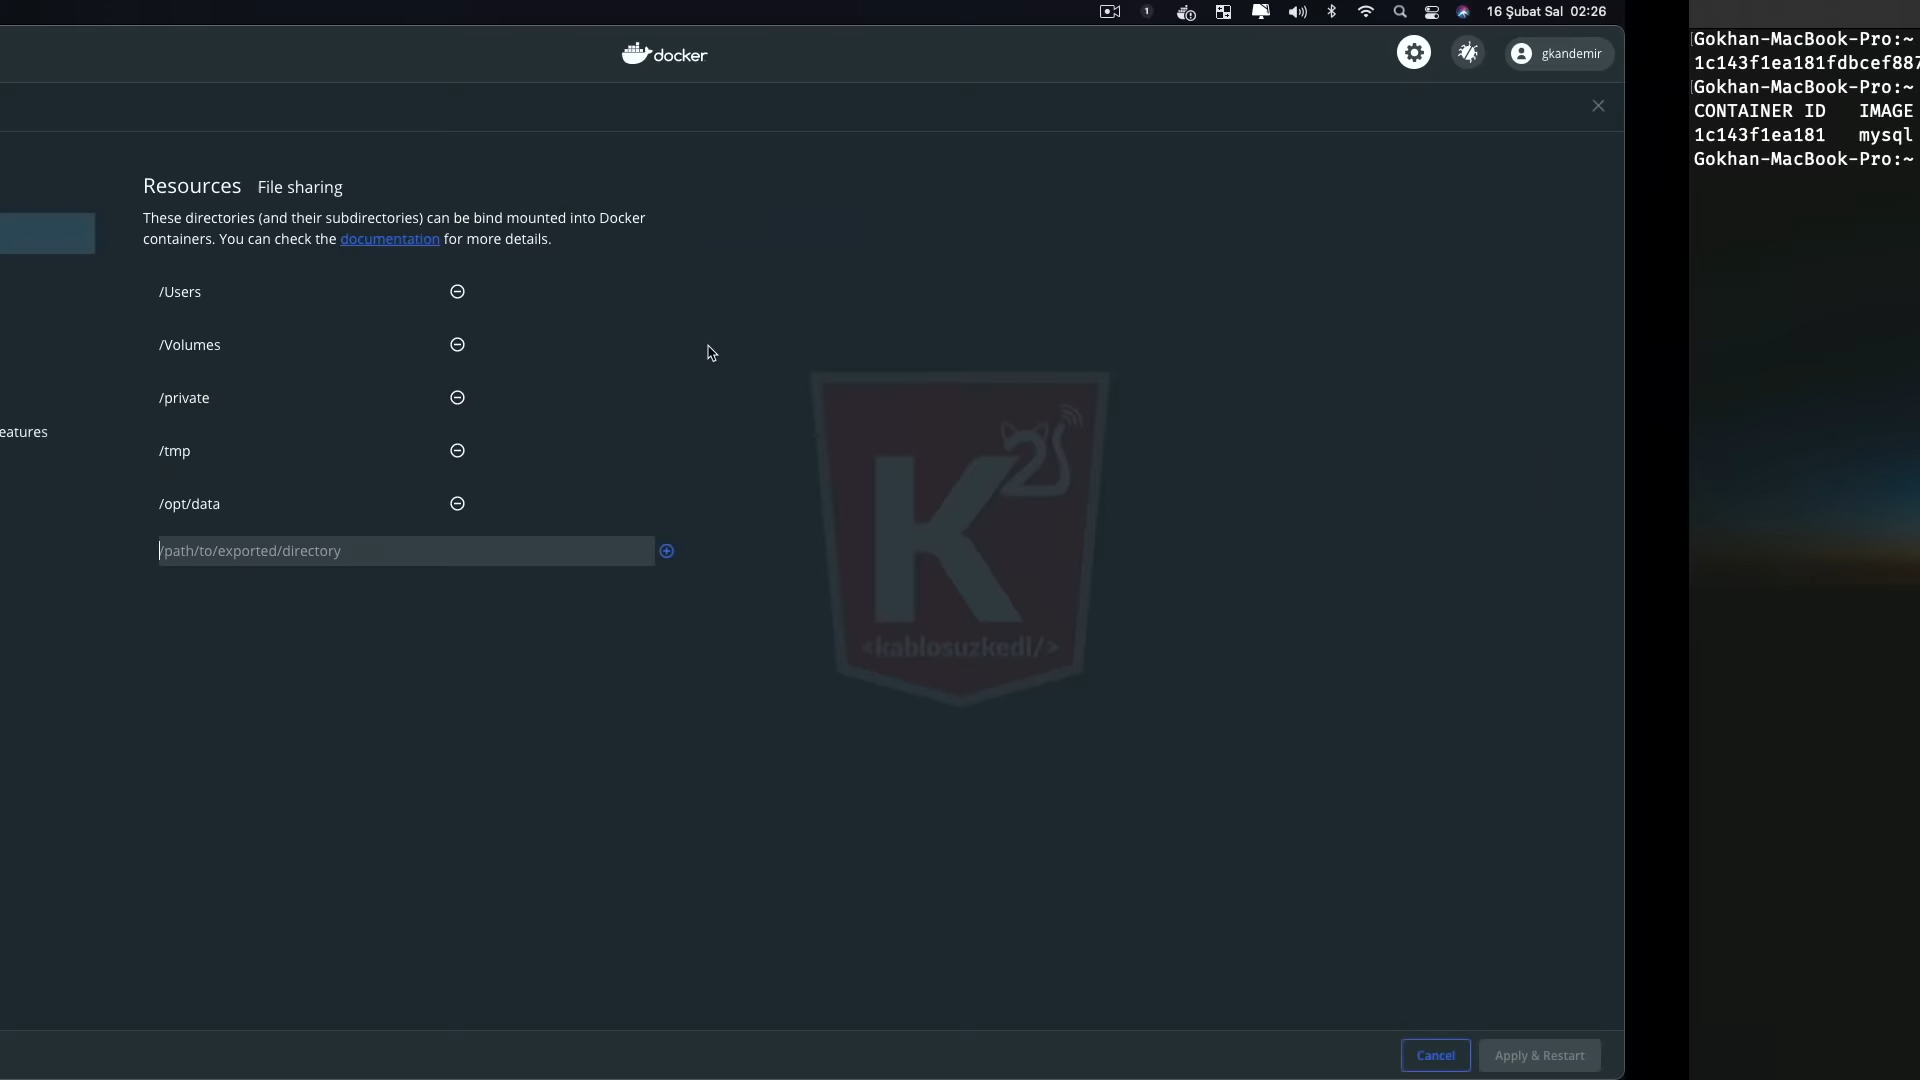 1
16 Şubat Sal 02:26
docker
gkandemir
Resources File sharing
These directories (and their subdirectories) can be bind mounted into Docker
containers. You can check the documentation for more details.
/Users
/Volumes
/private
eatures
/tmp
/opt/data
/path/to/exported/directory
K
<kablosuzkedi/>
Cancel
Apply & Restart
Gokhan-MacBook-Pro:~
1c143f1ea181fdbcef887
Gokhan-MacBook-Pro:~
CONTAINER ID IMAGE
1c143f1ea181 mysql
Gokhan-MacBook-Pro:~